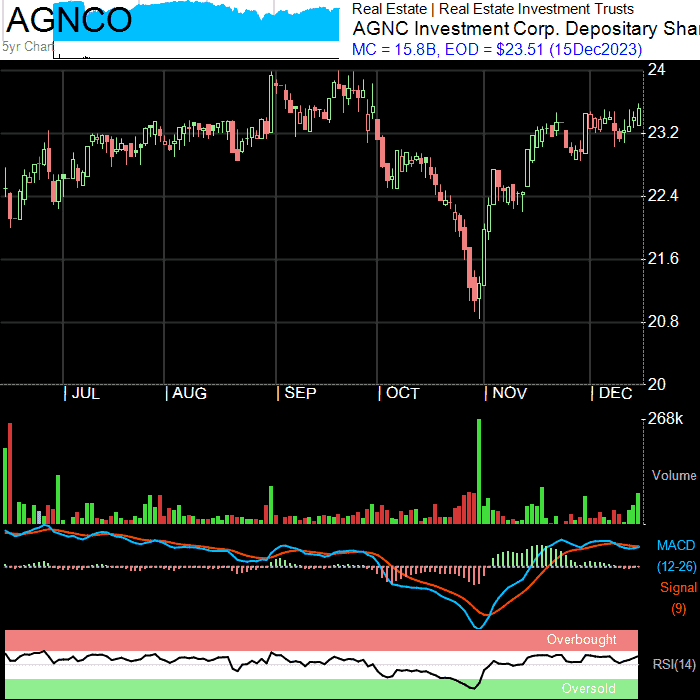 AGNCO
5yr Chart
Real Estate | Real Estate Investment Trusts
AGNC Investment Corp. Depositary Shar
MC = 15.8B, EOD = $23.51 (15Dec2023)
24
23.2
22.4
21.6
20.8
20
| JUL | AUG | SEP | OCT | NOV | DEC
268k
Volume
MACD
(12-26)
Signal
(9)
Overbought
RSI(14)
Oversold